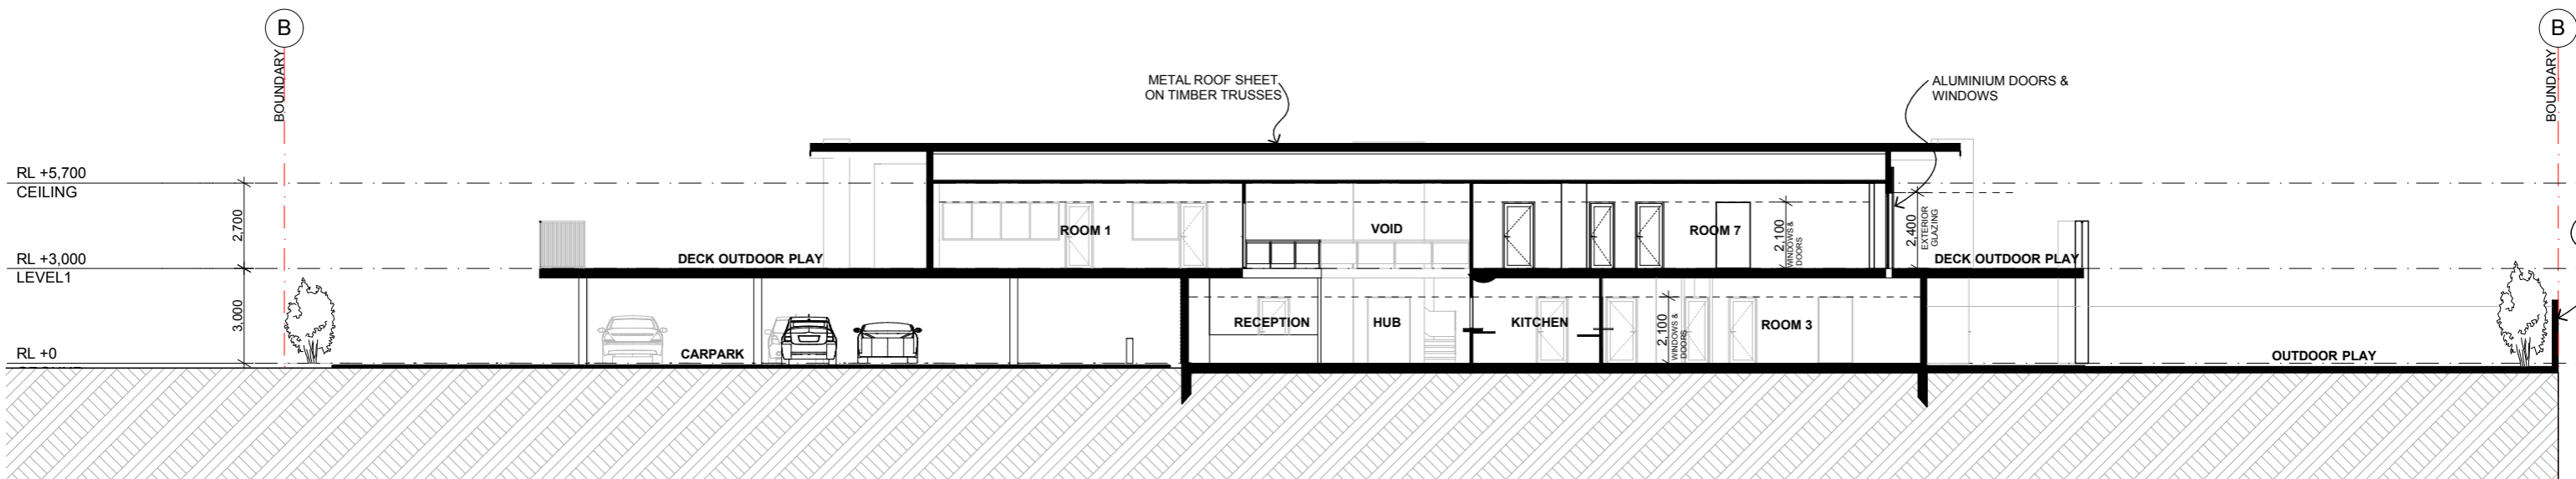 B
B
BOUNDARY
BOUNDARY
METAL ROOF SHEET
ON TIMBER TRUSSES
ALUMINIUM DOORS &
WINDOWS
RL +5,700
CEILING
2,700
ROOM 1
VOID
2,100
WINDOWS &
DOORS
ROOM 7
2,400
EXTERIOR
GLAZING
RL +3,000
LEVEL1
DECK OUTDOOR PLAY
DECK OUTDOOR PLAY
3,000
RECEPTION
HUB
KITCHEN
2,100
WINDOWS &
DOORS
ROOM 3
RL +0
CARPARK
OUTDOOR PLAY